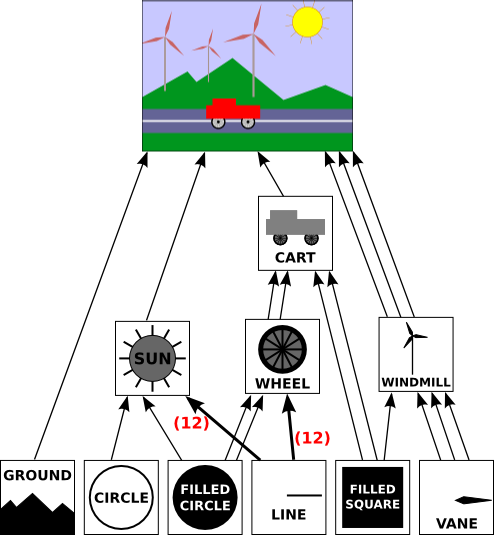 CART
SUN
WHEEL
WINDMILL
(12)
(12)
GROUND
CIRCLE
FILLED
CIRCLE
LINE
FILLED
SQUARE
VANE